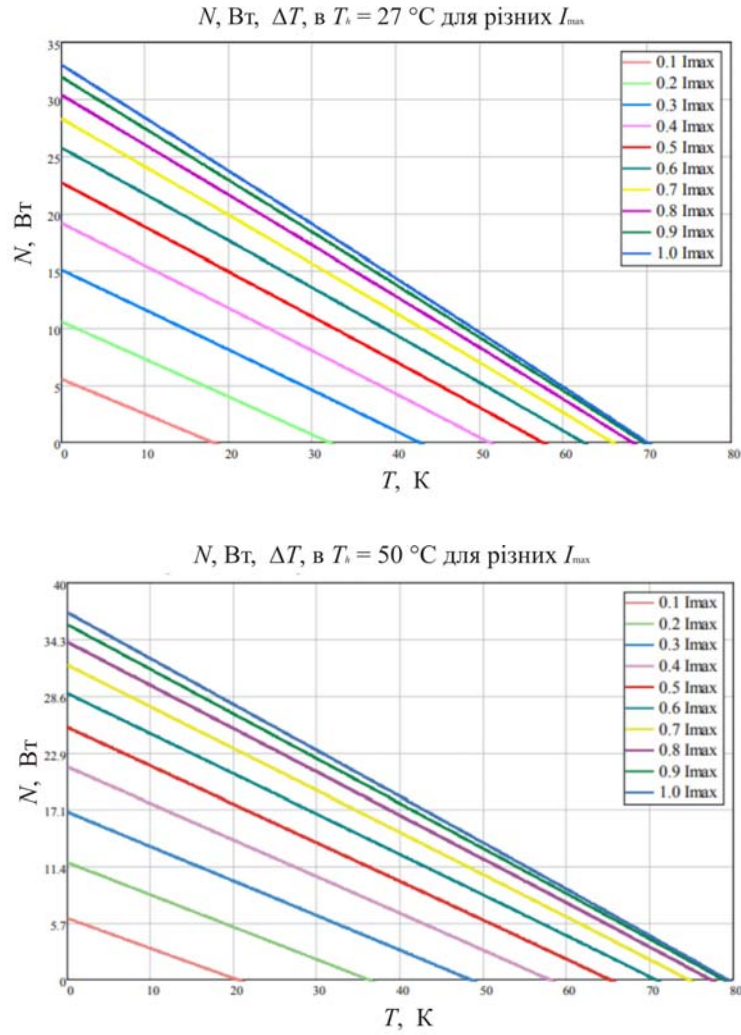 N, Вт, ΔT, в Tₕ = 27 °C для різних Iₘₐₓ
35
30
25
20
15
10
5
0
N, Вт
0.1 Imax
0.2 Imax
0.3 Imax
0.4 Imax
0.5 Imax
0.6 Imax
0.7 Imax
0.8 Imax
0.9 Imax
1.0 Imax
0 10 20 30 40 50 60 70 80
T, К
N, Вт, ΔT, в Tₕ = 50 °C для різних Iₘₐₓ
40
34.3
28.6
22.9
17.1
11.4
5.7
0
N, Вт
0.1 Imax
0.2 Imax
0.3 Imax
0.4 Imax
0.5 Imax
0.6 Imax
0.7 Imax
0.8 Imax
0.9 Imax
1.0 Imax
0 10 20 30 40 50 60 70 80
T, К